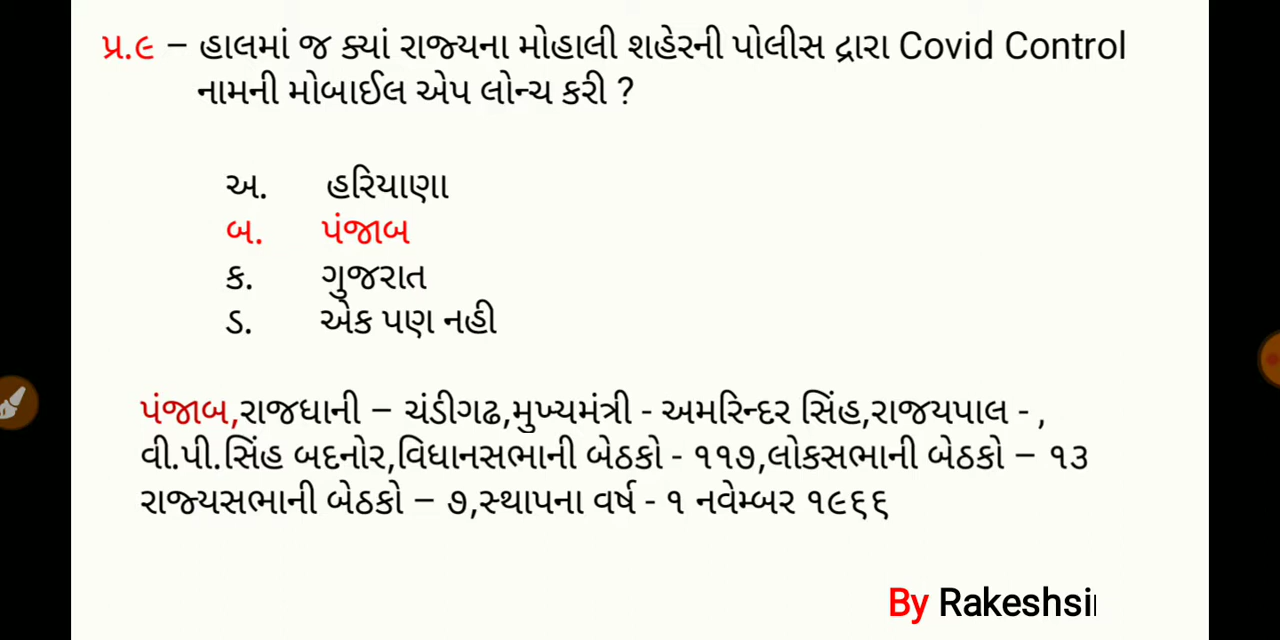 પ્ર.૯ – હાલમાં જ ક્યાં રાજ્યના મોહાલી શહેરની પોલીસ દ્રારા Covid Control
નામની મોબાઈલ એપ લોન્ચ કરી ?
અ. હરિયાણા
બ. પંજાબ
ક. ગુજરાત
ડ. એક પણ નહી
પંજાબ,રાજધાની – ચંડીગઢ,મુખ્યમંત્રી - અમરિન્દર સિંહ,રાજયપાલ - ,
વી.પી.સિંહ બદનોર,વિધાનસભાની બેઠકો - ૧૧૭,લોકસભાની બેઠકો – ૧૩
રાજ્યસભાની બેઠકો – ૭,સ્થાપના વર્ષ - ૧ નવેમ્બર ૧૯૬૬
By Rakeshsi